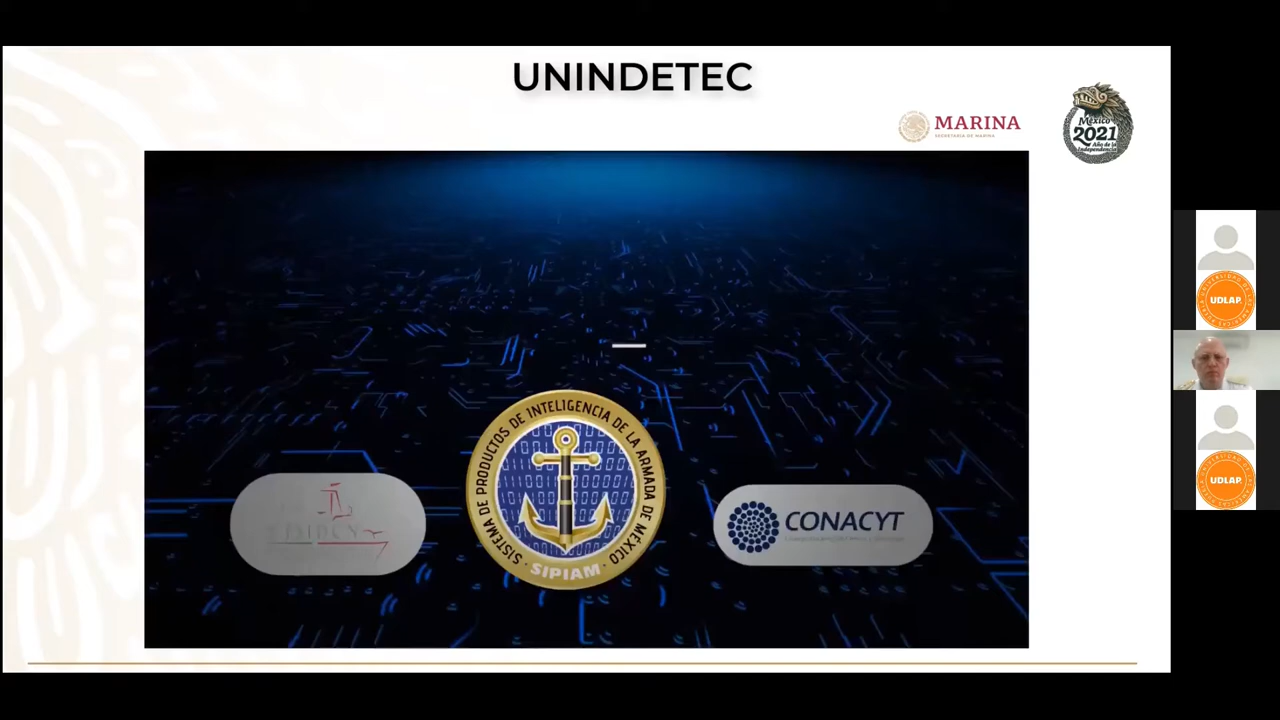 UNINDETEC
MARINA
SECRETARÍA DE MARINA
México
2021
Año de la
Independencia
SISTEMA DE PRODUCTOS DE INTELIGENCIA DE LA ARMADA DE MÉXICO
· SIPIAM ·
CONACYT
UDLAP
UDLAP